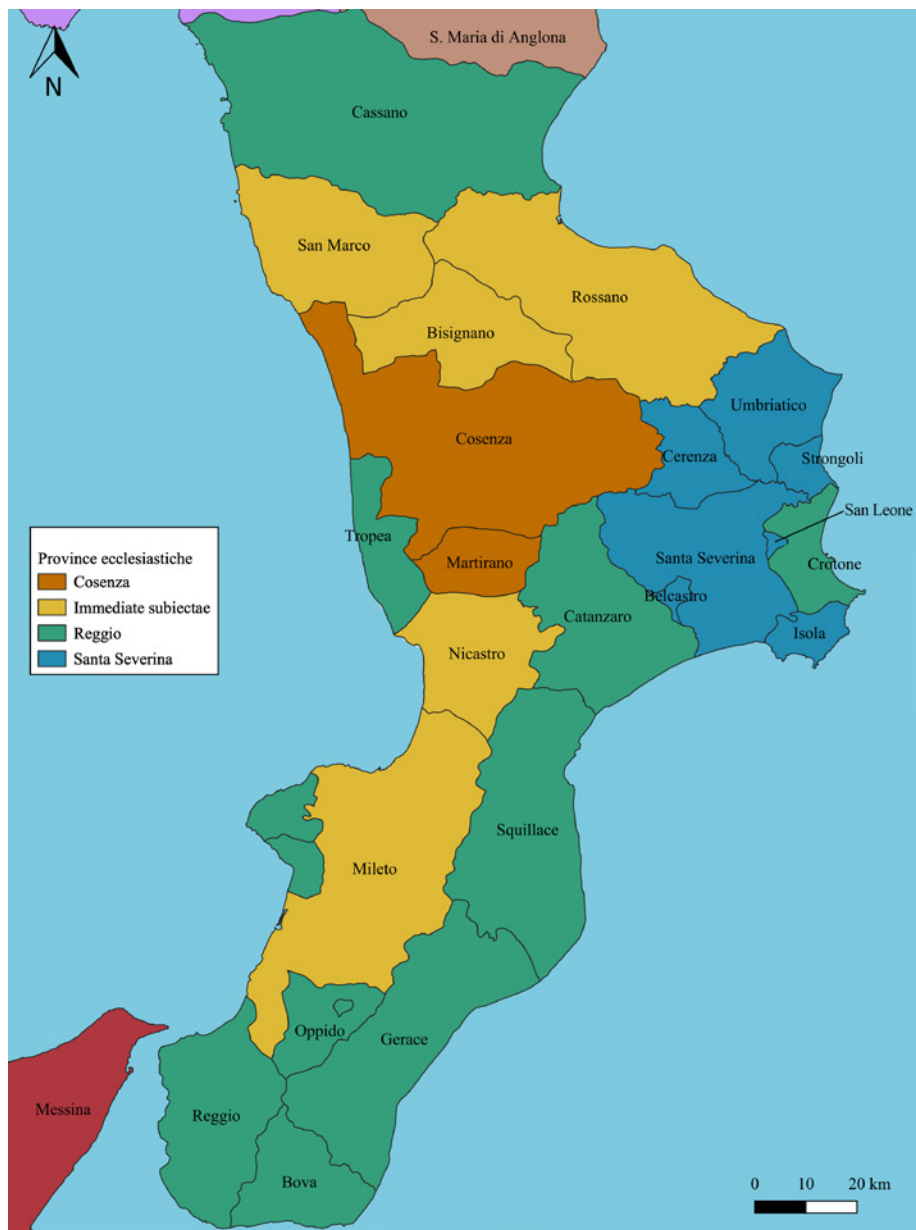 S. Maria di Anglona
N
Cassano
San Marco
Rossano
Bisignano
Umbriatico
Cosenza
Cerenza
Strongoli
San Leone
Tropea
Santa Severina
Martirano
Crotone
Belcastro
Catanzaro
Isola
Nicastro
Province ecclesiastiche
Cosenza
Immediate subiectae
Reggio
Santa Severina
Squillace
Mileto
Oppido
Gerace
Messina
Reggio
Bova
0 10 20 km